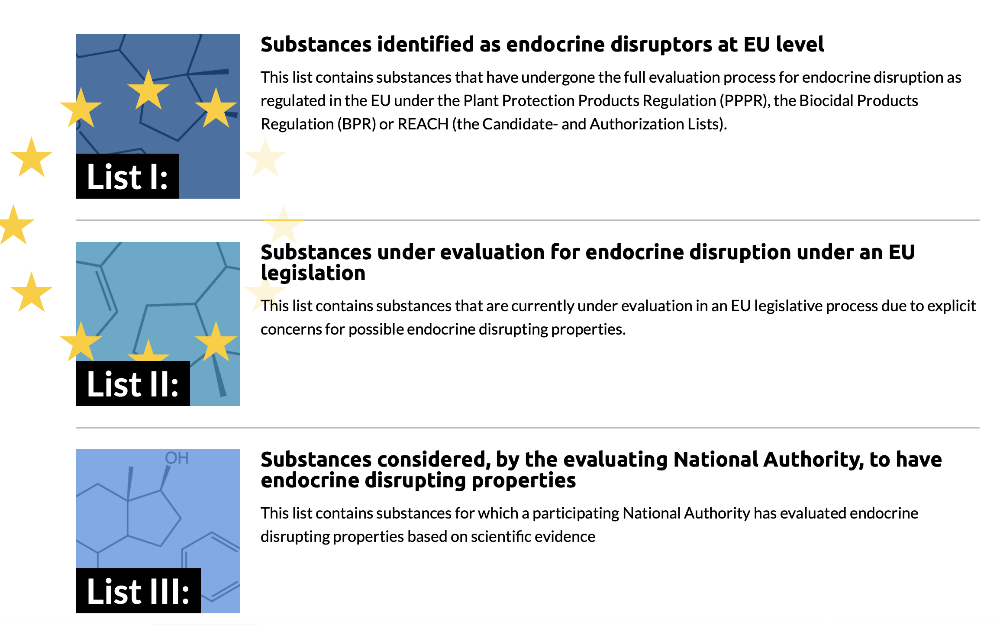 Substances identified as endocrine disruptors at EU level
This list contains substances that have undergone the full evaluation process for endocrine disruption as
regulated in the EU under the Plant Protection Products Regulation (PPPR), the Biocidal Products
Regulation (BPR) or REACH (the Candidate- and Authorization Lists).
List I:
Substances under evaluation for endocrine disruption under an EU
legislation
This list contains substances that are currently under evaluation in an EU legislative process due to explicit
concerns for possible endocrine disrupting properties.
List II:
OH
Substances considered, by the evaluating National Authority, to have
endocrine disrupting properties
This list contains substances for which a participating National Authority has evaluated endocrine
disrupting properties based on scientific evidence
List III: